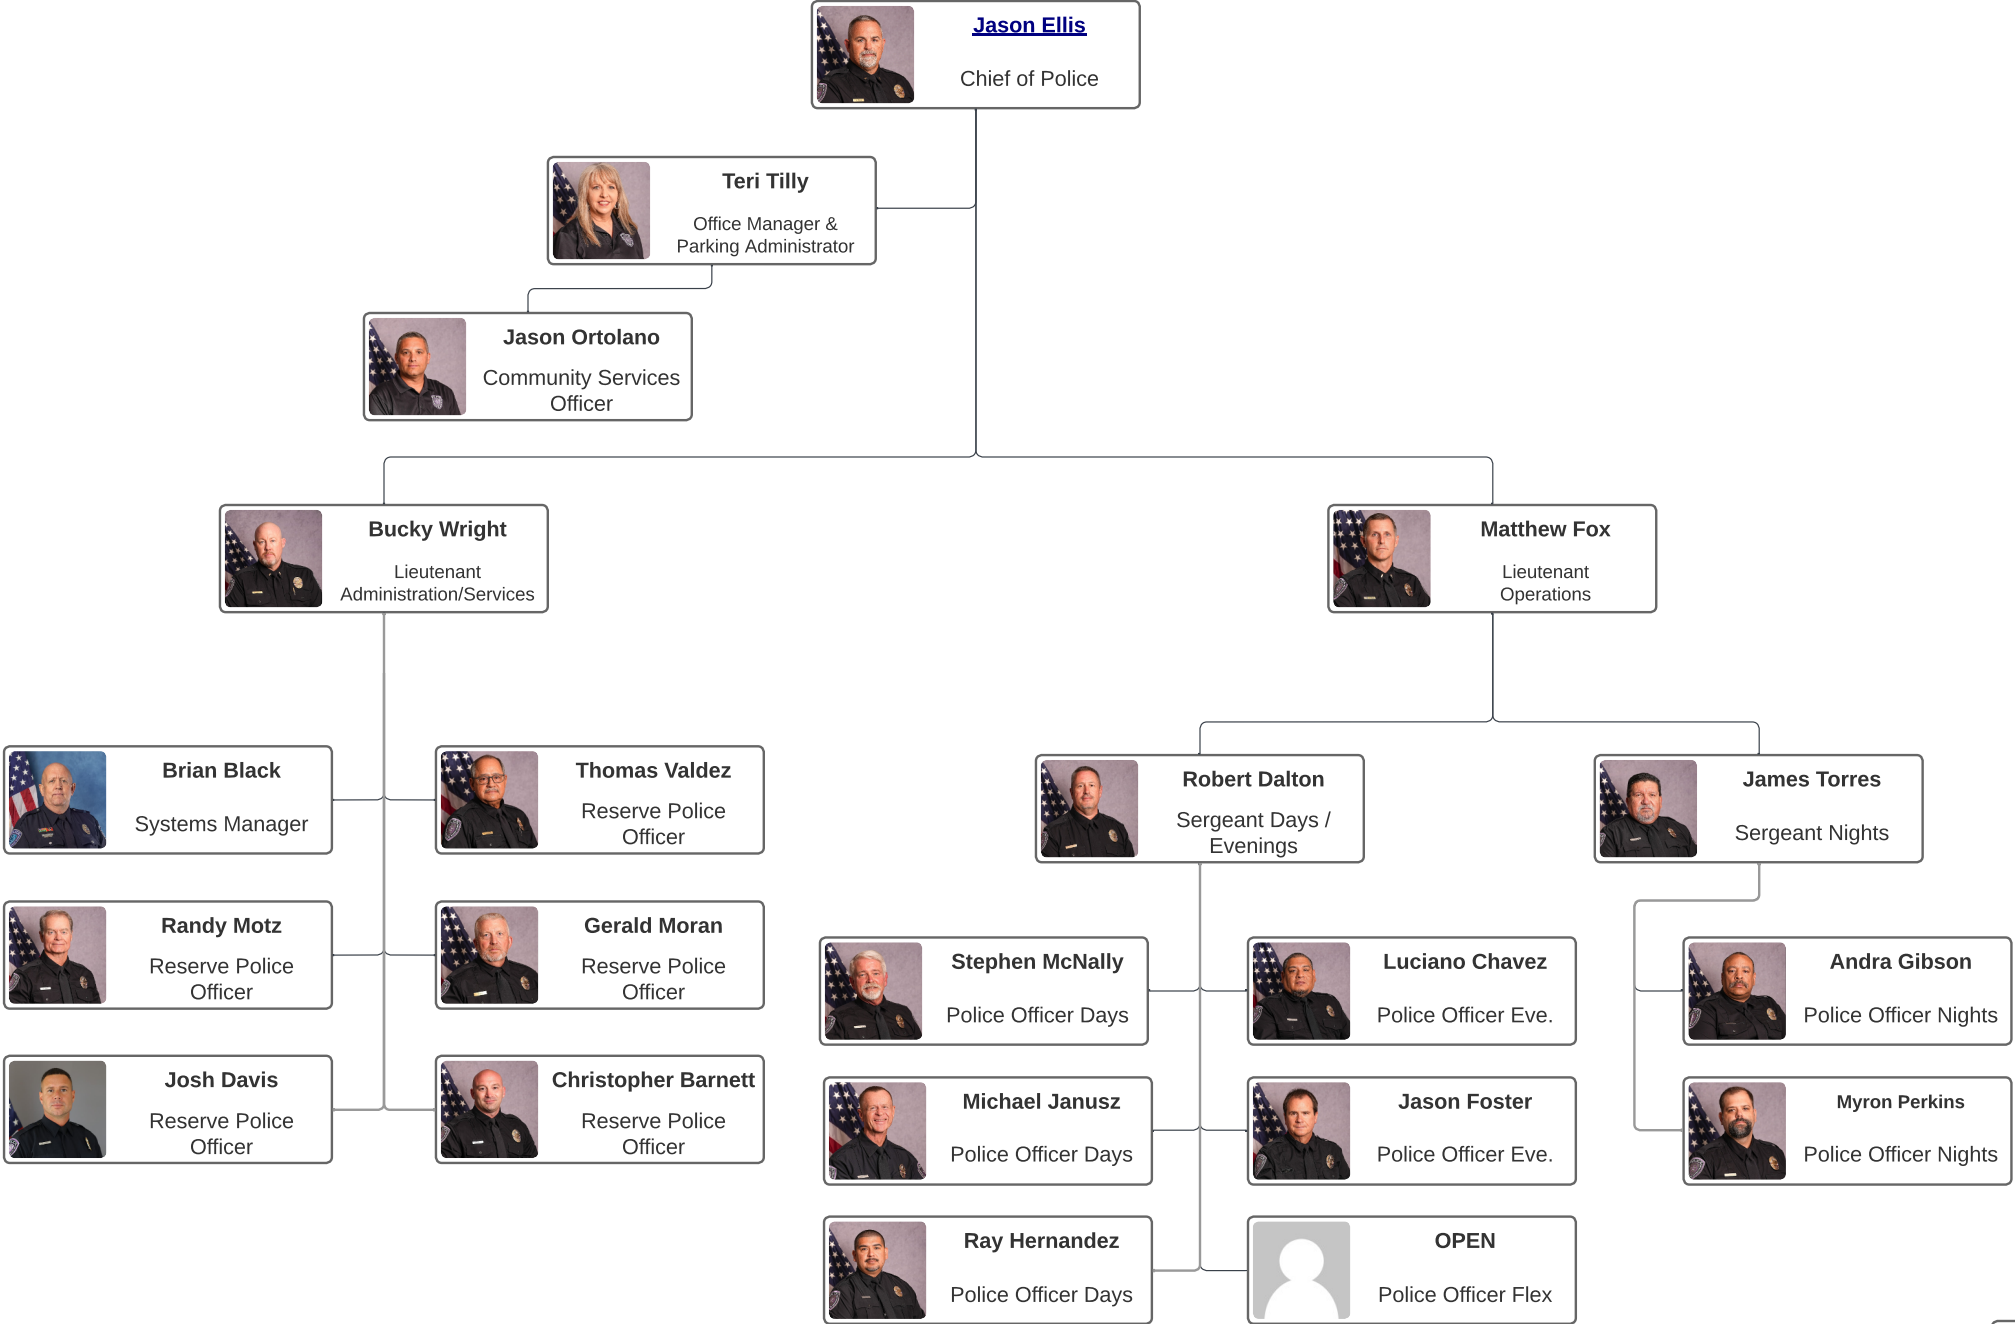 Jason Ellis
Chief of Police
Teri Tilly
Office Manager &
Parking Administrator
Jason Ortolano
Community Services
Officer
Bucky Wright
Lieutenant
Administration/Services
Matthew Fox
Lieutenant
Operations
Brian Black
Systems Manager
Thomas Valdez
Reserve Police
Officer
Robert Dalton
Sergeant Days /
Evenings
James Torres
Sergeant Nights
Randy Motz
Reserve Police
Officer
Gerald Moran
Reserve Police
Officer
Stephen McNally
Police Officer Days
Luciano Chavez
Police Officer Eve.
Andra Gibson
Police Officer Nights
Josh Davis
Reserve Police
Officer
Christopher Barnett
Reserve Police
Officer
Michael Janusz
Police Officer Days
Jason Foster
Police Officer Eve.
Myron Perkins
Police Officer Nights
Ray Hernandez
Police Officer Days
OPEN
Police Officer Flex